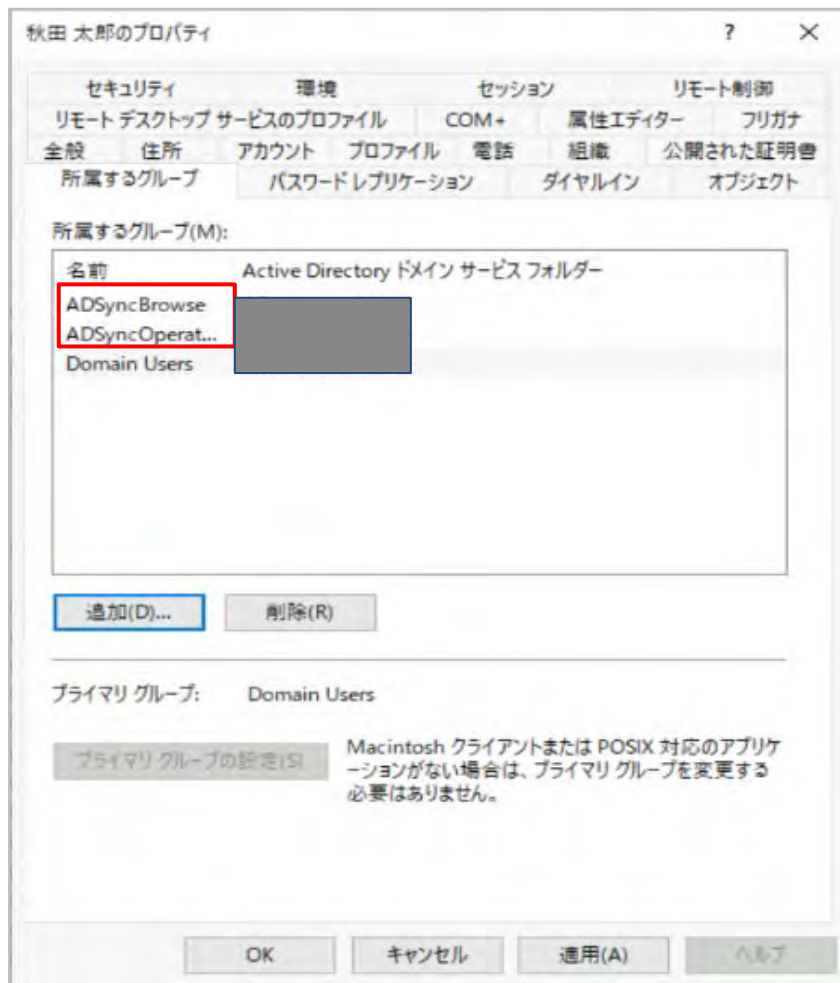 秋田 太郎のプロパティ ? ×
セキュリティ 環境 セッション リモート制御
リモート デスクトップ サービスのプロファイル COM+ 属性エディター フリガナ
全般 住所 アカウント プロファイル 電話 組織 公開された証明書
所属するグループ パスワード レプリケーション ダイヤルイン オブジェクト
所属するグループ(M):
名前 Active Directory ドメイン サービス フォルダー
ADSyncBrowse
ADSyncOperat...
Domain Users
追加(D)... 削除(R)
プライマリ グループ: Domain Users
プライマリ グループの設定(S)
Macintosh クライアントまたは POSIX 対応のアプリケ
ーションがない場合は、プライマリ グループを変更する
必要はありません。
OK キャンセル 適用(A) ヘルプ